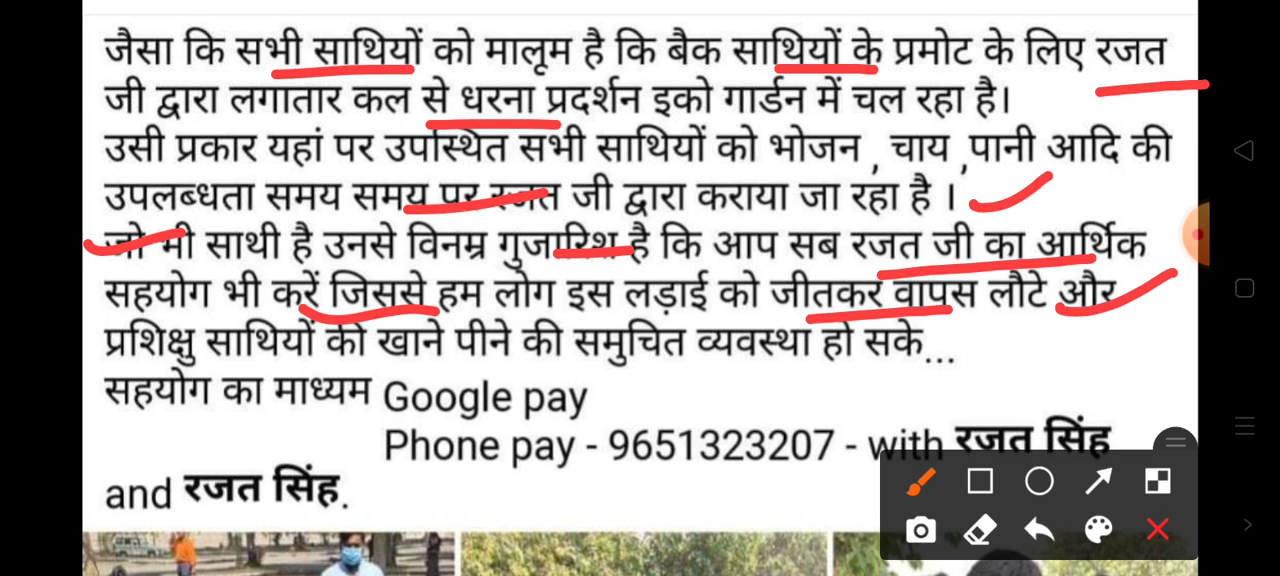 जैसा कि सभी साथियों को मालूम है कि बैक साथियों के प्रमोट के लिए रजत
जी द्वारा लगातार कल से धरना प्रदर्शन इको गार्डन में चल रहा है।
उसी प्रकार यहां पर उपस्थित सभी साथियों को भोजन , चाय ,पानी आदि की
उपलब्धता समय समय पर रजत जी द्वारा कराया जा रहा है ।
जो भी साथी है उनसे विनम्र गुजारिश है कि आप सब रजत जी का आर्थिक
सहयोग भी करें जिससे हम लोग इस लड़ाई को जीतकर वापस लौटे और
प्रशिक्षु साथियों को खाने पीने की समुचित व्यवस्था हो सके...
सहयोग का माध्यम Google pay
Phone pay - 9651323207 - with रजत सिंह
and रजत सिंह.